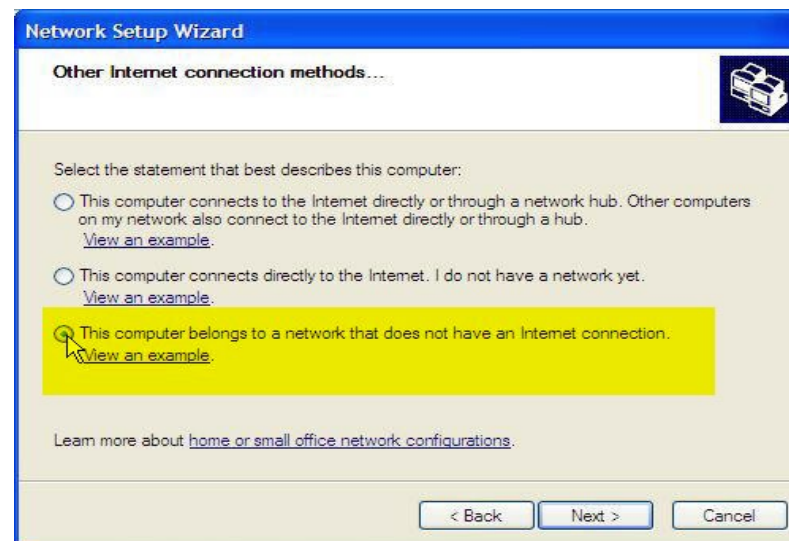 Network Setup Wizard
Other Internet connection methods...
Select the statement that best describes this computer:
This computer connects to the Internet directly or through a network hub. Other computers
on my network also connect to the Internet directly or through a hub.
View an example.
This computer connects directly to the Internet. I do not have a network yet.
View an example.
This computer belongs to a network that does not have an Internet connection.
View an example.
Learn more about home or small office network configurations.
< Back
Next >
Cancel